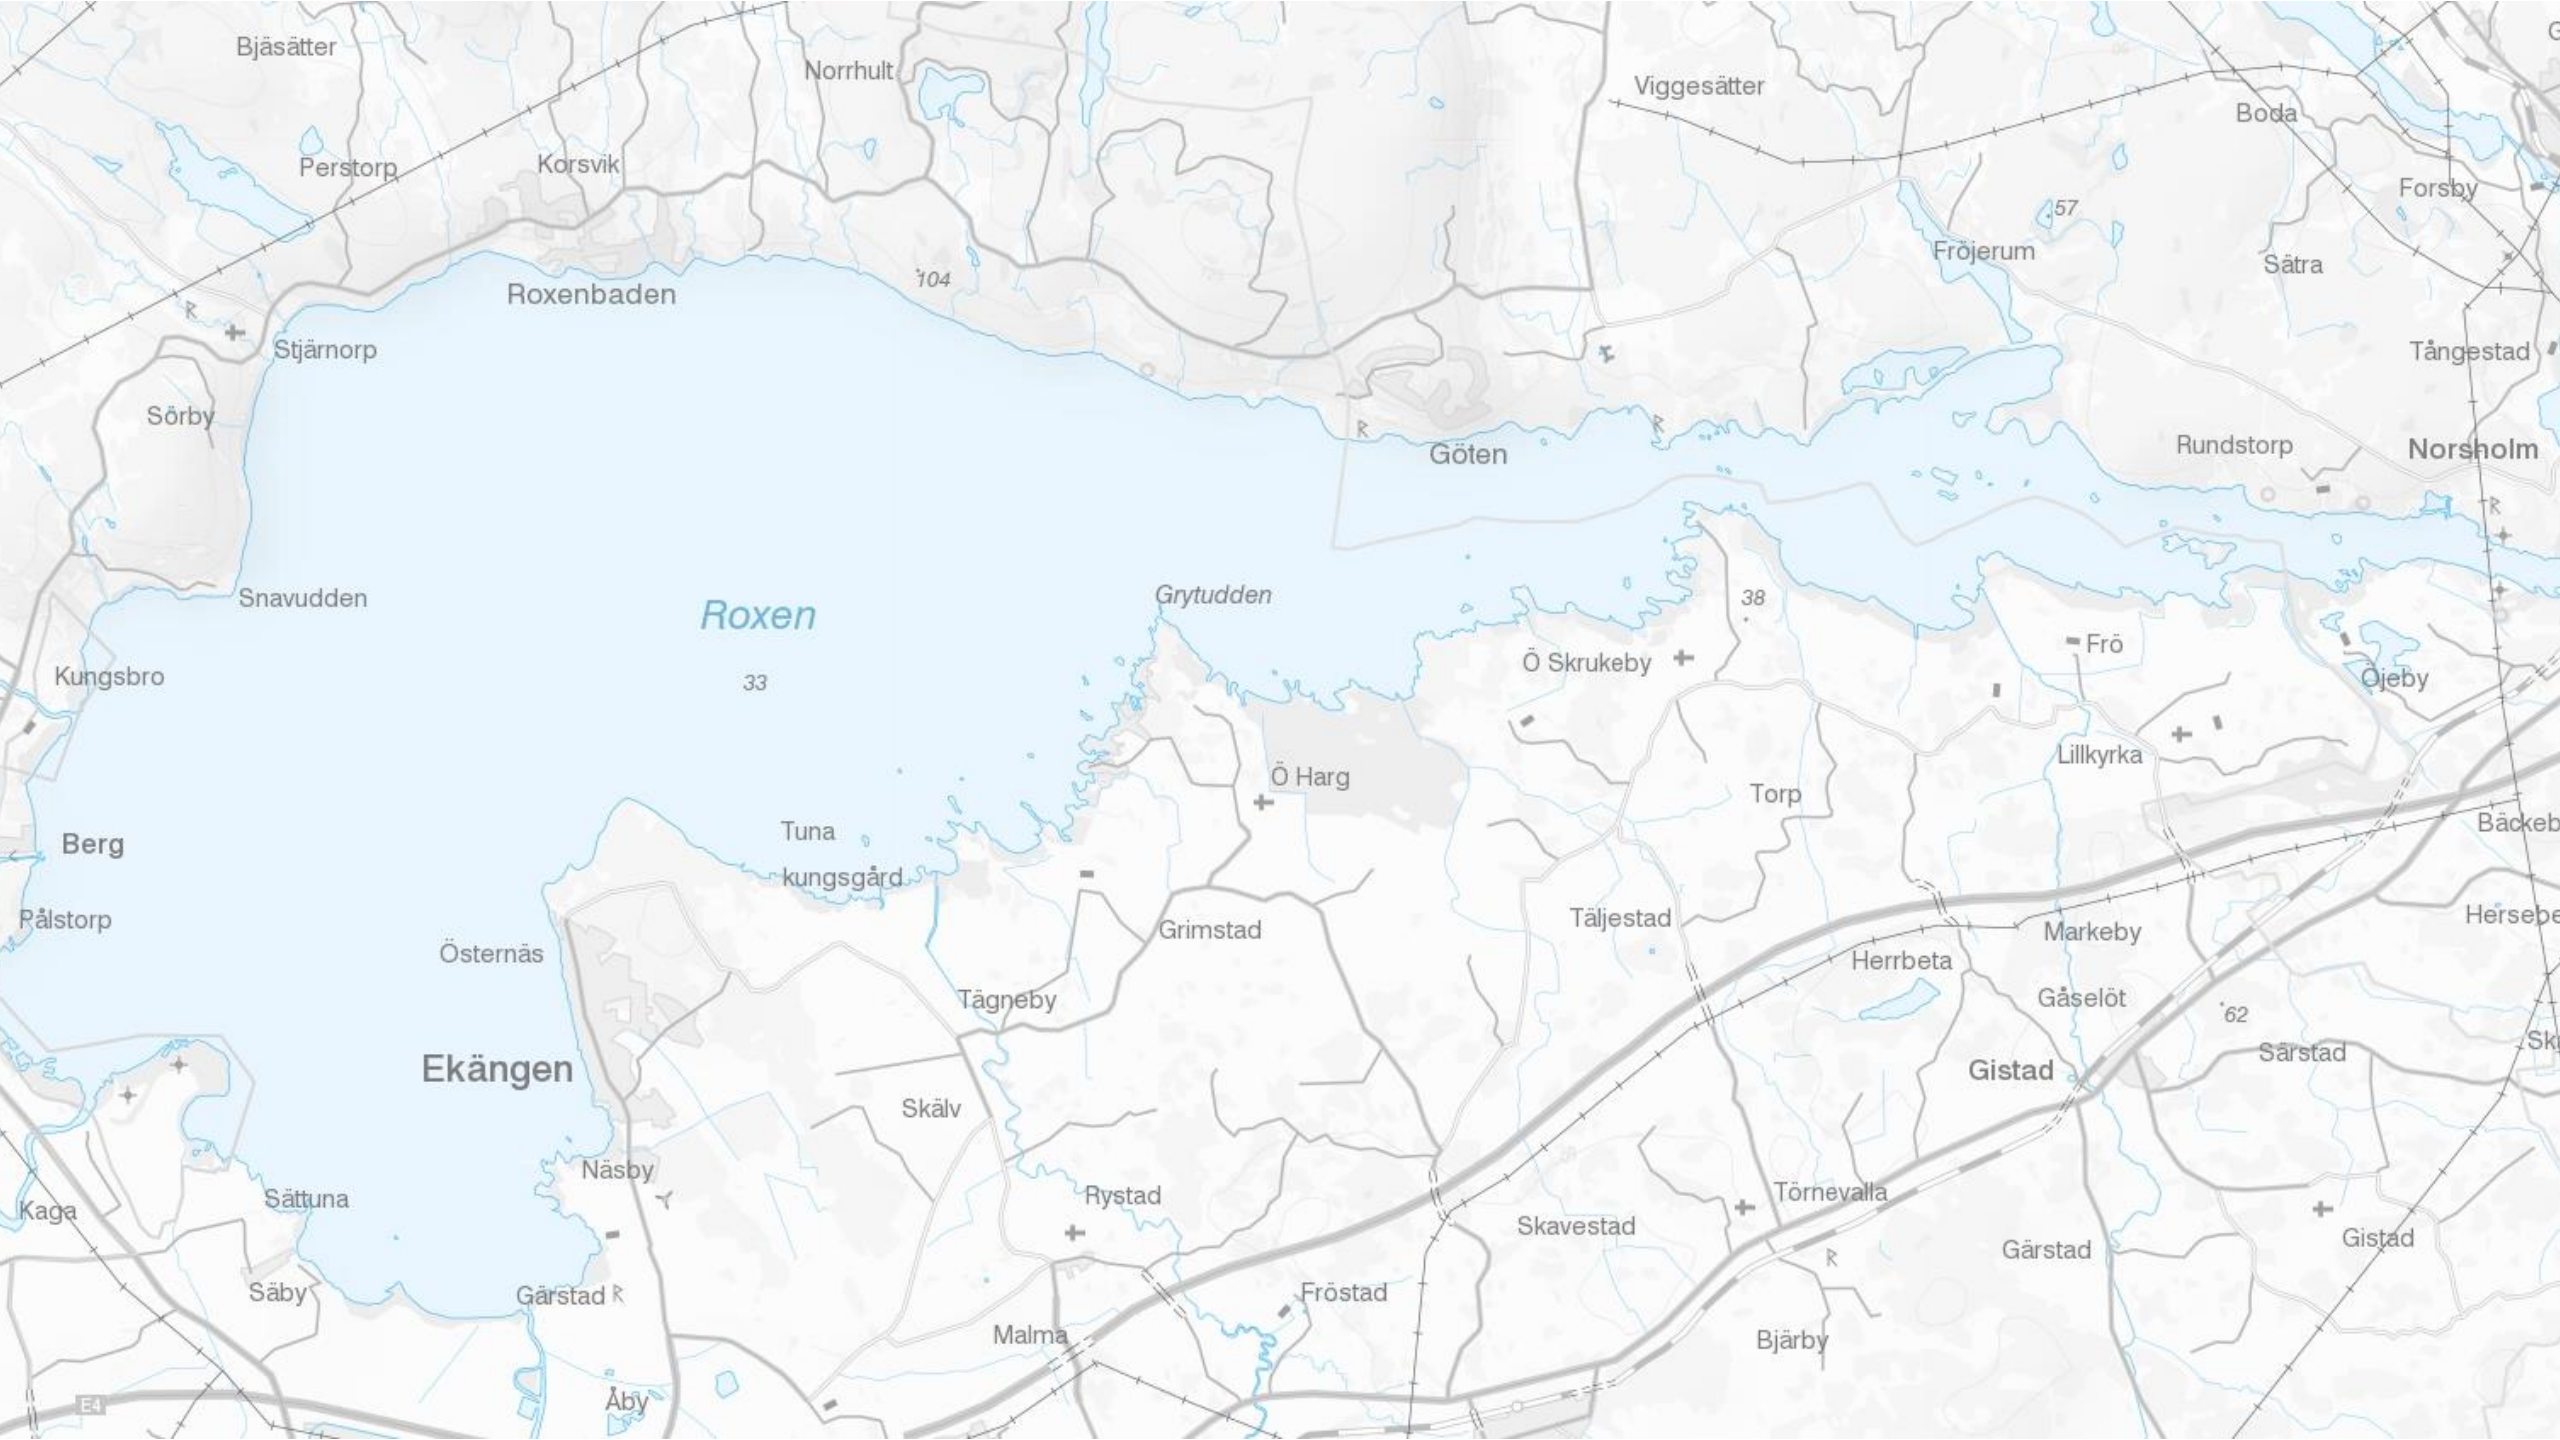 Bjäsätter
Norrhult
Viggesätter
Boda
Perstorp
Korsvik
Forsby
57
Fröjerum
Sätra
104
Roxenbaden
Stjärnorp
Tångestad
Sörby
Göten
Rundstorp
Norsholm
Snavudden
Roxen
33
Grytudden
38
Ö Skrukeby
Frö
Öjeby
Kungsbro
Lillkyrka
Ö Harg
Torp
Berg
Tuna
kungsgård
Bäckeb
Pålstorp
Östernäs
Grimstad
Täljestad
Markeby
Hersebe
Herrbeta
Tägneby
Gåselöt
62
Ekängen
Gistad
Särstad
Skälv
Näsby
Kaga
Sättuna
Rystad
Törnevalla
Skavestad
Gärstad
Gistad
Säby
Gärstad
Fröstad
Malma
Bjärby
E4
Åby